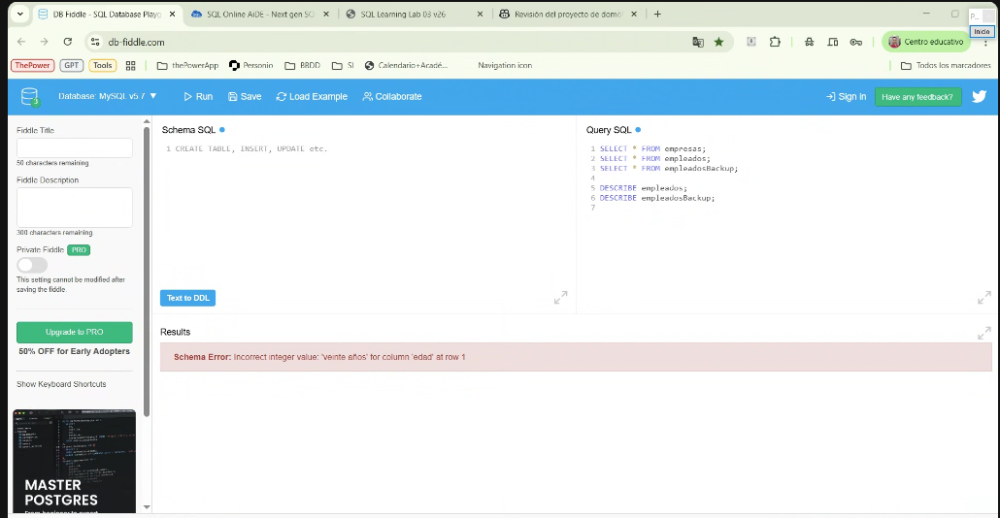 DB Fiddle - SQL Database Playg
SQL Online AiDE - Next gen SQ
SQL Learning Lab 03 v26
Revisión del proyecto de domó
Inicio
db-fiddle.com
Centro educativo
ThePower
GPT
Tools
thePowerApp
Personio
BBDD
SI
Calendario+Acadé...
Navigation icon
Todos los marcadores
Database: MySQL v5.7
Run
Save
Load Example
Collaborate
Sign in
Have any feedback?
Fiddle Title
50 characters remaining
Fiddle Description
300 characters remaining
Private Fiddle PRO
This setting cannot be modified after
saving the fiddle.
Upgrade to PRO
50% OFF for Early Adopters
Show Keyboard Shortcuts
MASTER
POSTGRES
From beginner to expert
Schema SQL
1 CREATE TABLE, INSERT, UPDATE etc.
Text to DDL
Query SQL
1 SELECT * FROM empresas;
2 SELECT * FROM empleados;
3 SELECT * FROM empleadosBackup;
4
5 DESCRIBE empleados;
6 DESCRIBE empleadosBackup;
7
Results
Schema Error: Incorrect integer value: 'veinte años' for column 'edad' at row 1